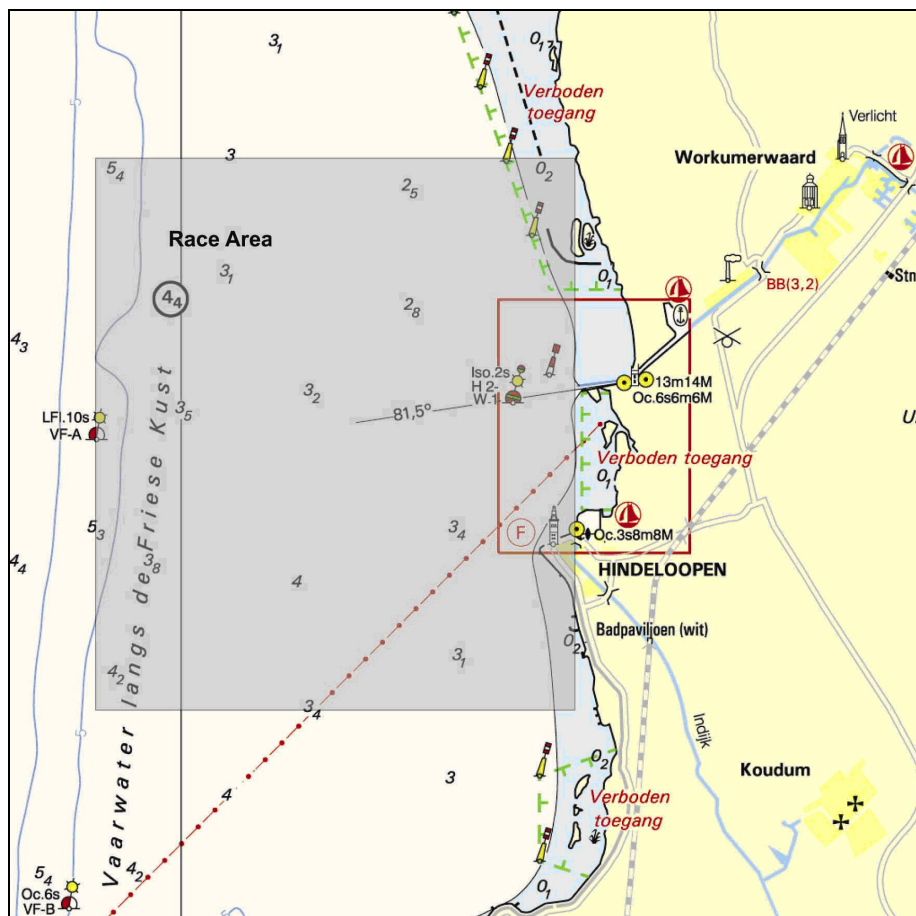 3₁
0₁
Verboden
toegang
Verlicht
Workumerwaard
5₄
3
0₂
2₅
Race Area
3₁
4₄
2₈
0₁
BB(3,2)
Stn
4₃
Iso.2s
H 2-
W.1-
13m14M
Oc.6s6m6M
3₂
3₅
81,5°
LFl.10s
VF-A
Verboden toegang
0₁
5₃
3₄
F
Oc.3s8m8M
4₄
3₈
4
HINDELOOPEN
Badpaviljoen (wit)
0₂
4₂
3₁
3₄
Vaarwater langs de Friese Kust
5
5
Indijk
0₂
3
Koudum
4
Verboden
toegang
5₄
4₂
Oc.6s
VF-B
0₁